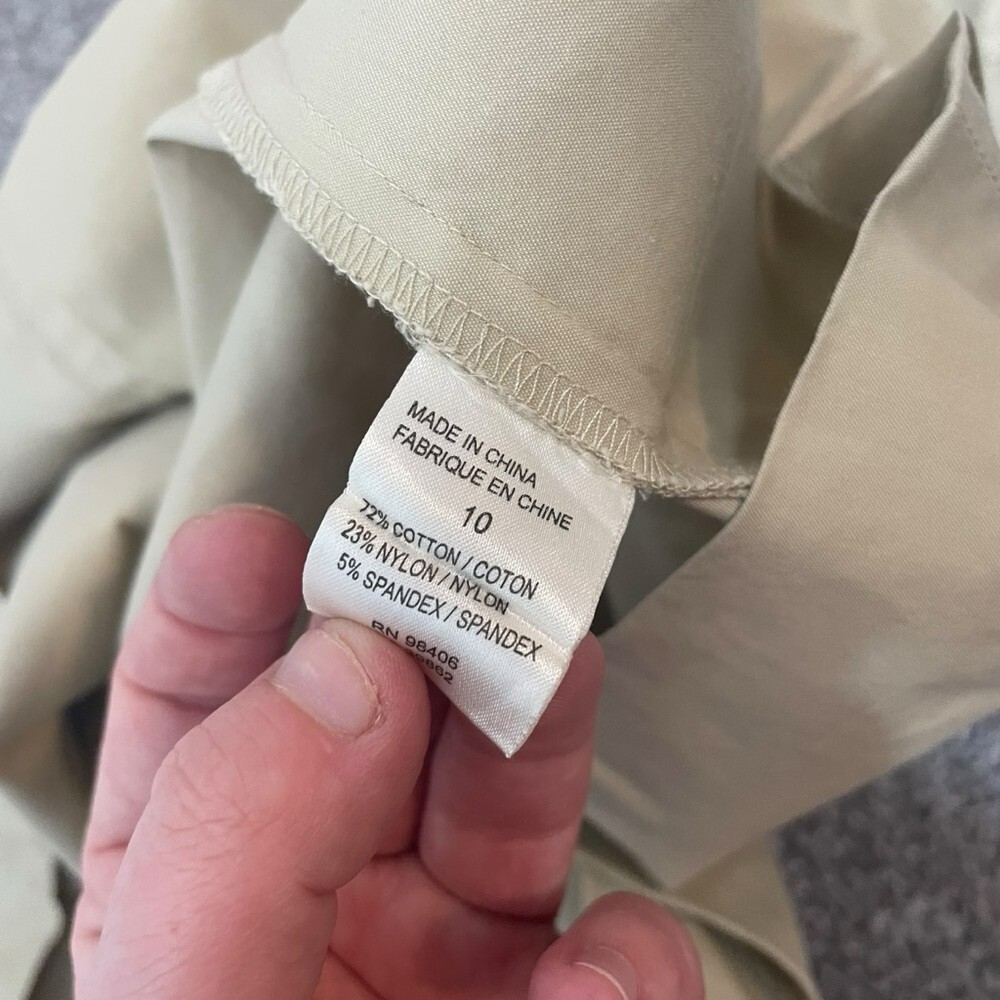 MADE IN CHINA
FABRIQUE EN CHINE
10
72% COTTON / COTON
23% NYLON / NYLON
5% SPANDEX / SPANDEX
RN 98406